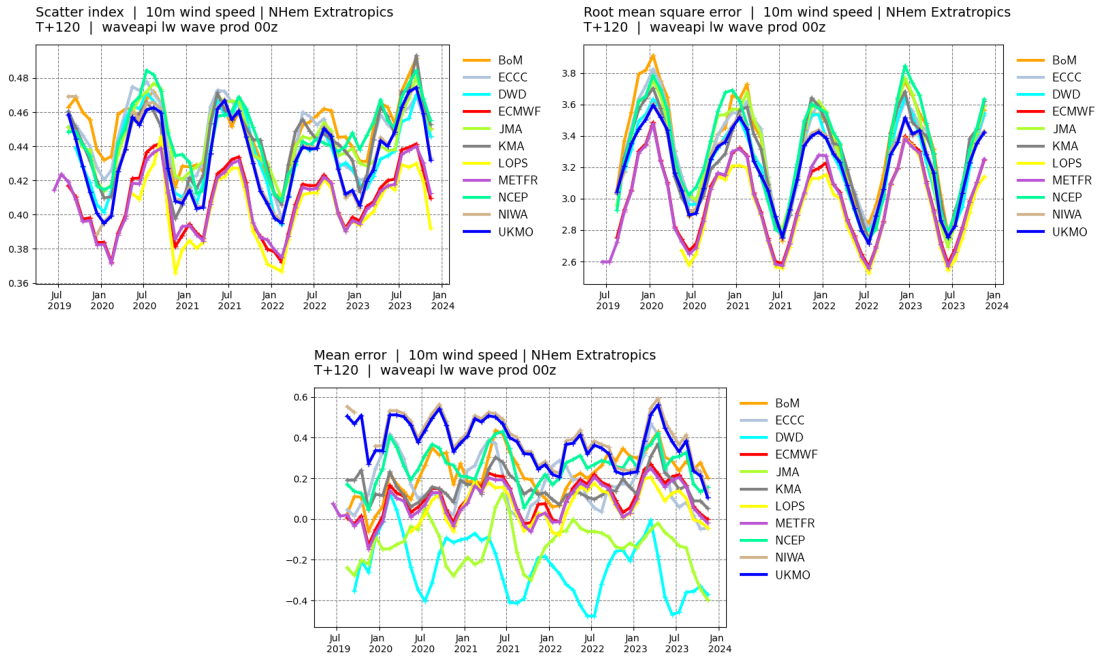 Scatter index | 10m wind speed | NHem Extratropics
T+120 | waveapi lw wave prod 00z
0.48
0.46
0.44
0.42
0.40
0.38
0.36
Jul 2019
Jan 2020
Jul 2020
Jan 2021
Jul 2021
Jan 2022
Jul 2022
Jan 2023
Jul 2023
Jan 2024
BoM
ECCC
DWD
ECMWF
JMA
KMA
LOPS
METFR
NCEP
NIWA
UKMO
Root mean square error | 10m wind speed | NHem Extratropics
T+120 | waveapi lw wave prod 00z
3.8
3.6
3.4
3.2
3.0
2.8
2.6
Jul 2019
Jan 2020
Jul 2020
Jan 2021
Jul 2021
Jan 2022
Jul 2022
Jan 2023
Jul 2023
Jan 2024
BoM
ECCC
DWD
ECMWF
JMA
KMA
LOPS
METFR
NCEP
NIWA
UKMO
Mean error | 10m wind speed | NHem Extratropics
T+120 | waveapi lw wave prod 00z
0.6
0.4
0.2
0.0
−0.2
−0.4
Jul 2019
Jan 2020
Jul 2020
Jan 2021
Jul 2021
Jan 2022
Jul 2022
Jan 2023
Jul 2023
Jan 2024
BoM
ECCC
DWD
ECMWF
JMA
KMA
LOPS
METFR
NCEP
NIWA
UKMO